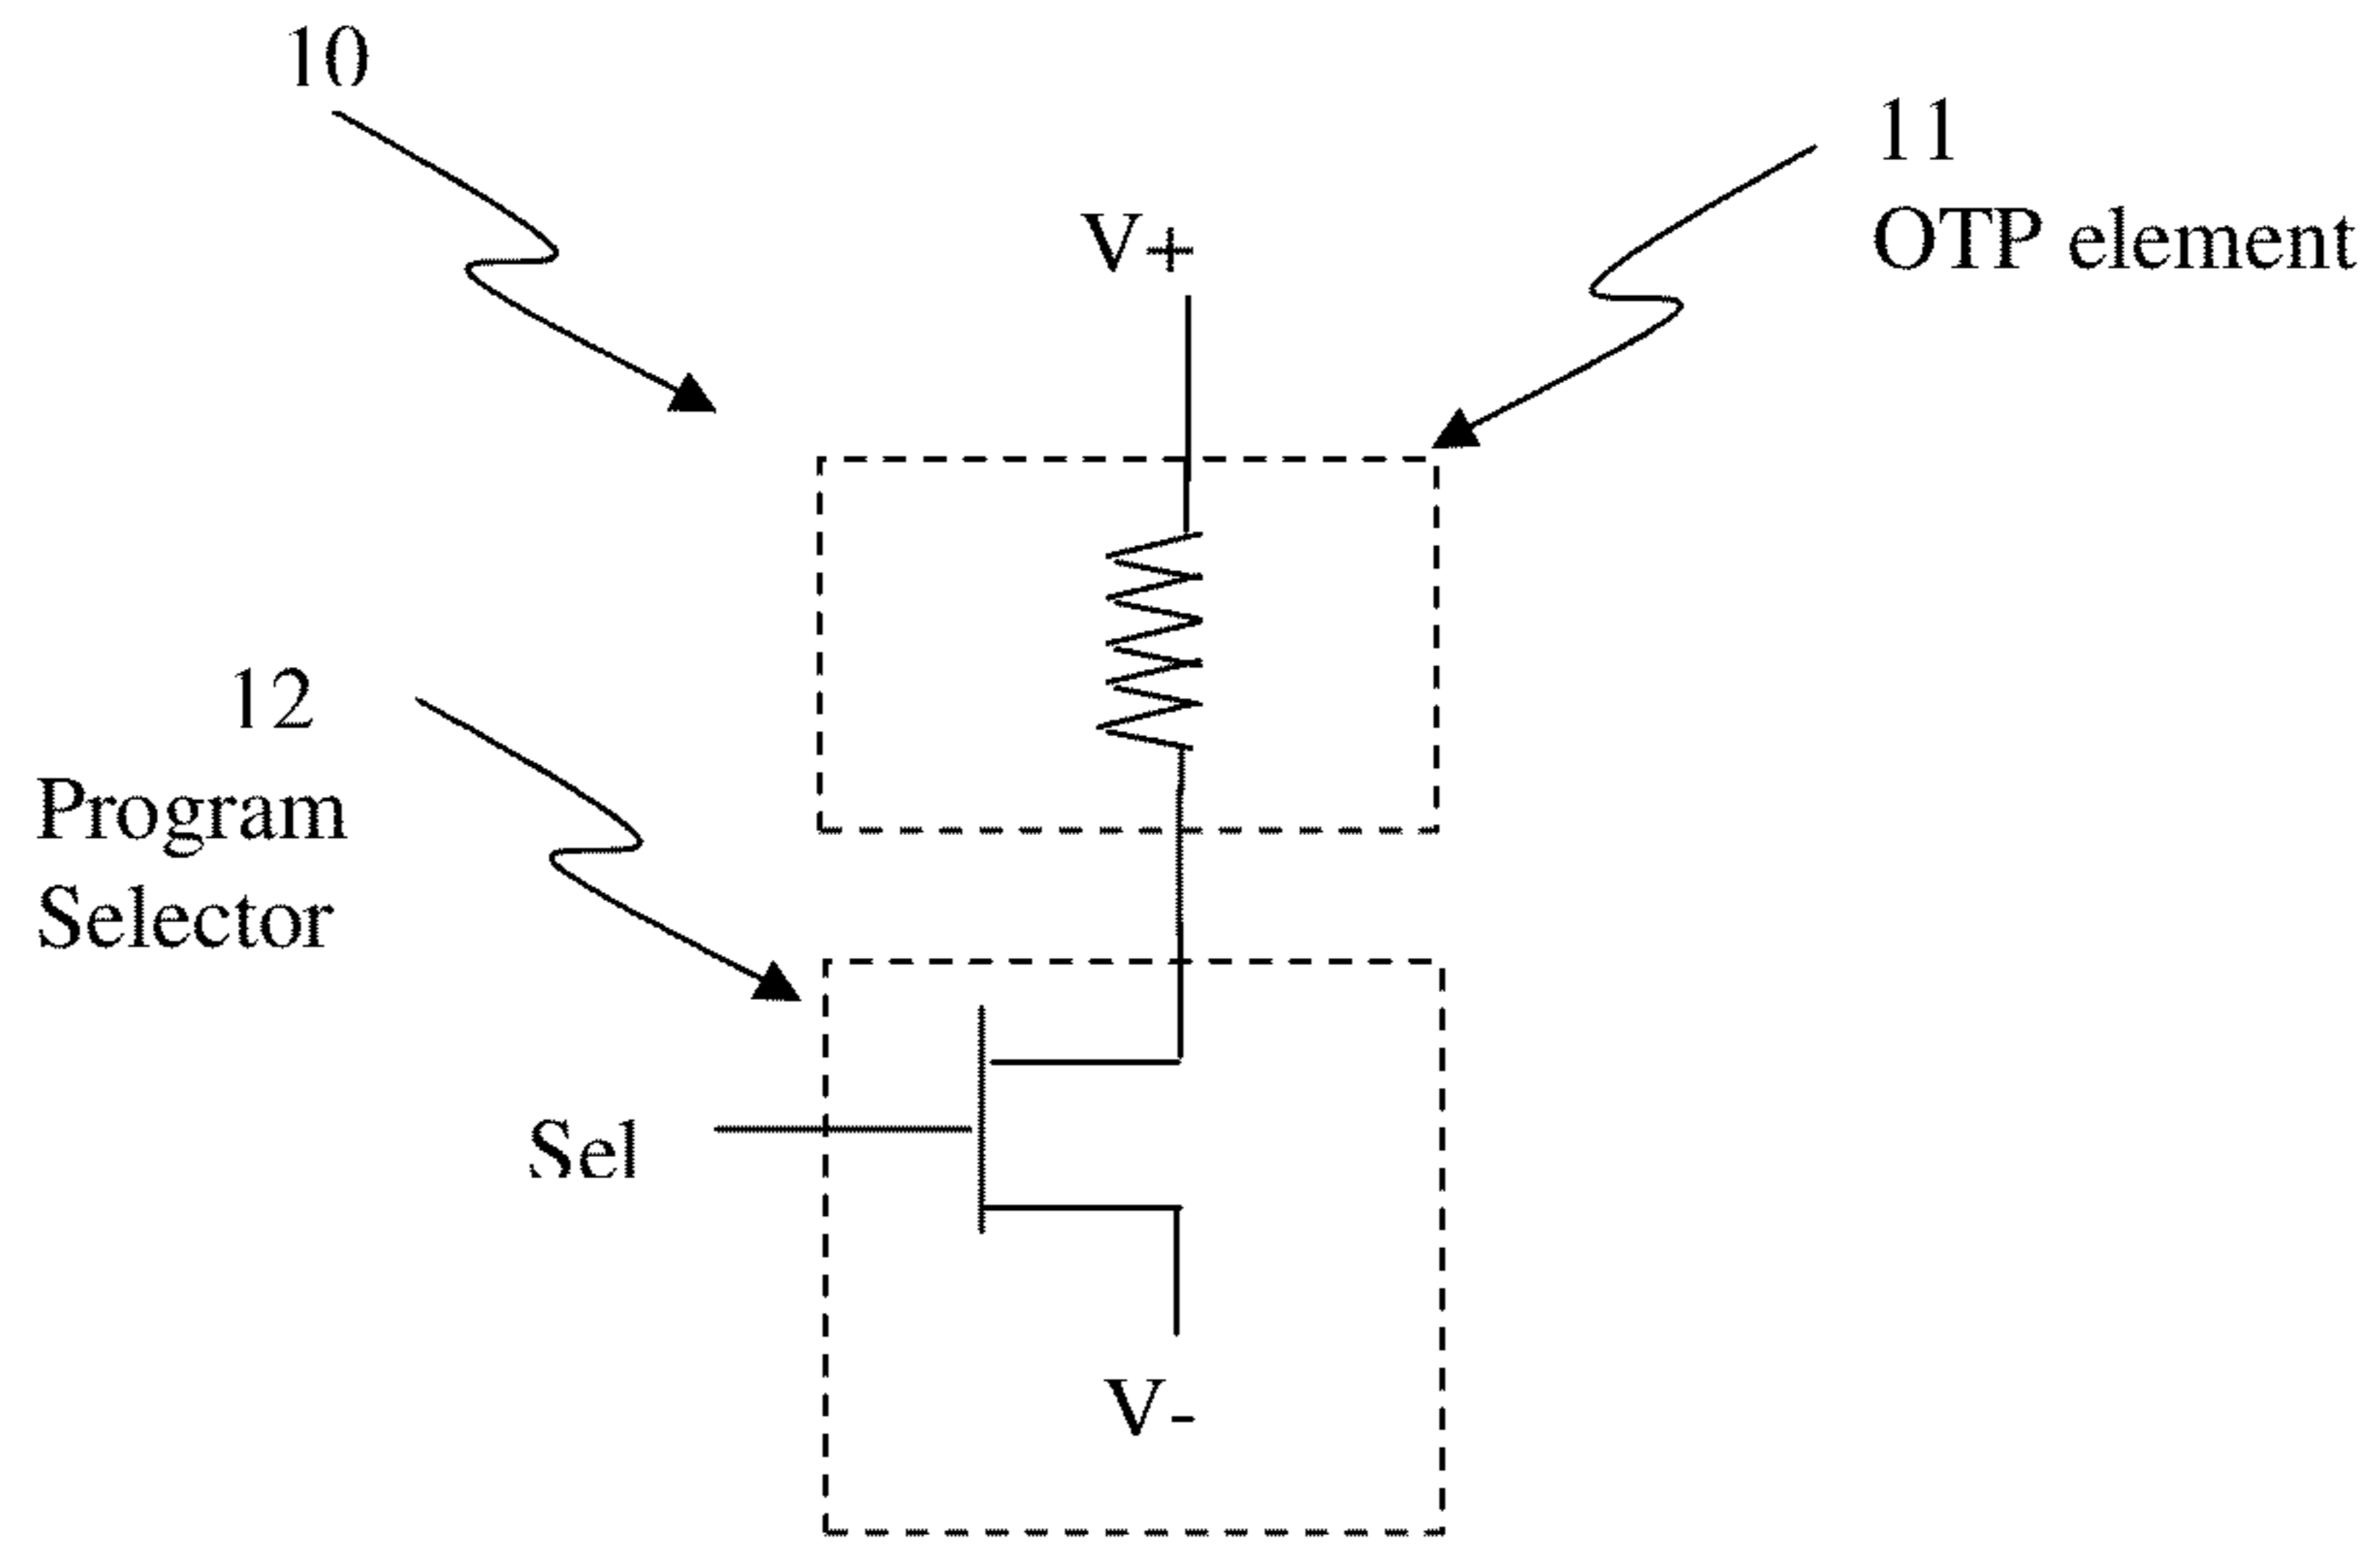 10
11
OTP element
V+
12
Program
Selector
Sel
V-